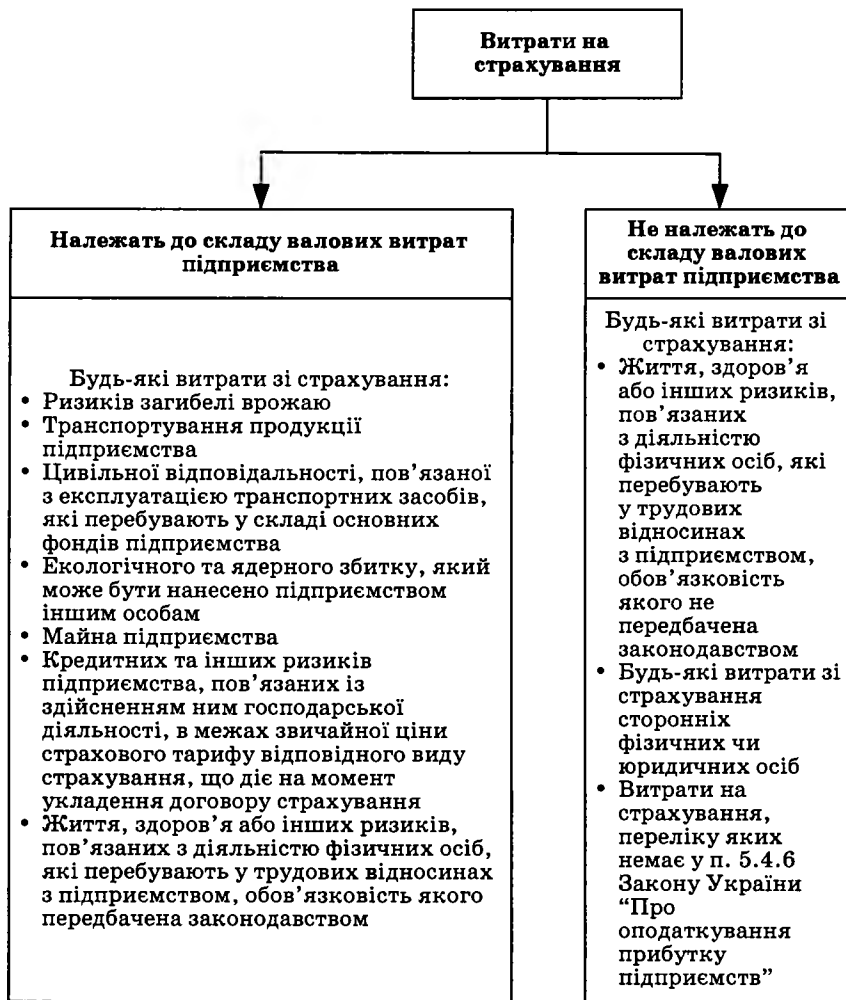 Витрати на
страхування
Належать до складу валових витрат
підприємства
Будь-які витрати зі страхування:
• Ризиків загибелі врожаю
• Транспортування продукції
підприємства
• Цивільної відповідальності, пов’язаної
з експлуатацією транспортних засобів,
які перебувають у складі основних
фондів підприємства
• Екологічного та ядерного збитку, який
може бути нанесено підприємством
іншим особам
• Майна підприємства
• Кредитних та інших ризиків
підприємства, пов’язаних із
здійсненням ним господарської
діяльності, в межах звичайної ціни
страхового тарифу відповідного виду
страхування, що діє на момент
укладення договору страхування
• Життя, здоров’я або інших ризиків,
пов’язаних з діяльністю фізичних осіб,
які перебувають у трудових відносинах
з підприємством, обов’язковість якого
передбачена законодавством
Не належать до
складу валових
витрат підприємства
Будь-які витрати зі
страхування:
• Життя, здоров’я
або інших ризиків,
пов’язаних
з діяльністю
фізичних осіб, які
перебувають
у трудових
відносинах
з підприємством,
обов’язковість
якого не
передбачена
законодавством
• Будь-які витрати зі
страхування
сторонніх
фізичних чи
юридичних осіб
• Витрати на
страхування,
переліку яких
немає у п. 5.4.6
Закону України
“Про
оподаткування
прибутку
підприємств”